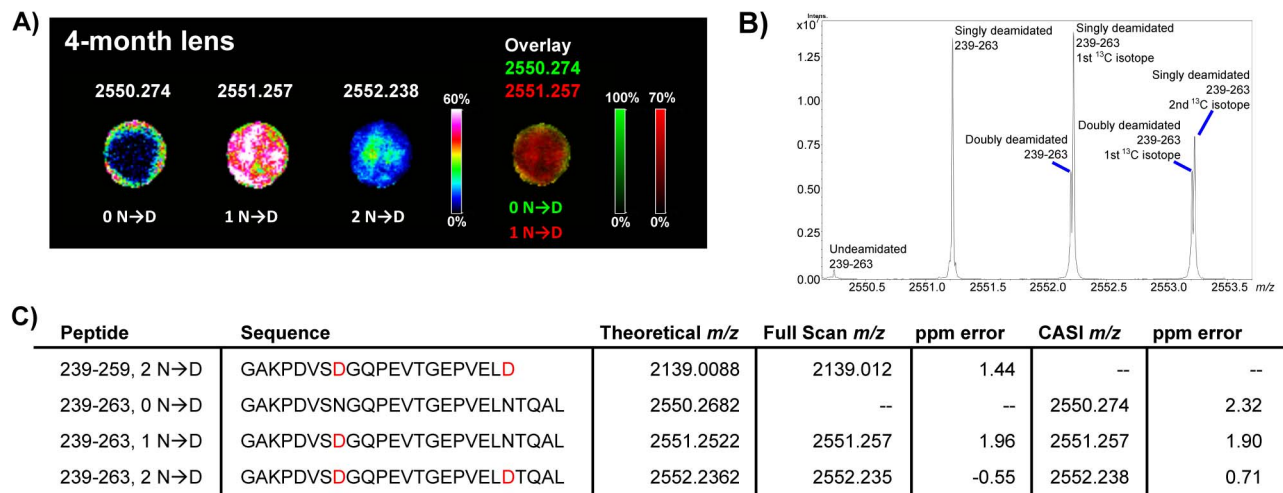 A)
4-month lens
2550.274
2551.257
2552.238
Overlay
2550.274
2551.257
60%
0%
100%
0%
70%
0%
0 N→D
1 N→D
2 N→D
0 N→D
1 N→D
B)
Intens.
x10⁷
1.25
1.00
0.75
0.50
0.25
0.00
Singly deamidated
239-263
Singly deamidated
239-263
1st ¹³C isotope
Singly deamidated
239-263
2nd ¹³C isotope
Doubly deamidated
239-263
Doubly deamidated
239-263
1st ¹³C isotope
Undeamidated
239-263
2550.5 2551.0 2551.5 2552.0 2552.5 2553.0 2553.5 m/z
C)
Peptide Sequence Theoretical m/z Full Scan m/z ppm error CASI m/z ppm error
239-259, 2 N→D GAKPDVSDGQPEVTGEPVELD 2139.0088 2139.012 1.44 -- --
239-263, 0 N→D GAKPDVSNGQPEVTGEPVELNTQAL 2550.2682 -- -- 2550.274 2.32
239-263, 1 N→D GAKPDVSDGQPEVTGEPVELNTQAL 2551.2522 2551.257 1.96 2551.257 1.90
239-263, 2 N→D GAKPDVSDGQPEVTGEPVELDTQAL 2552.2362 2552.235 -0.55 2552.238 0.71